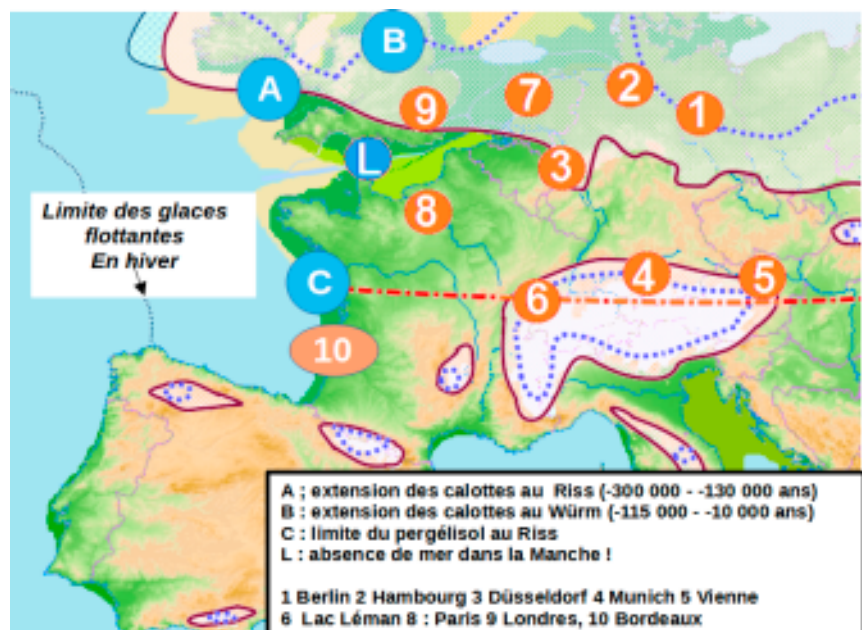 B
A
9
7
2
1
L
3
8
Limite des glaces
flottantes
En hiver
C
6
4
5
10
A ; extension des calottes au Riss (-300 000 - -130 000 ans)
B : extension des calottes au Würm (-115 000 - -10 000 ans)
C : limite du pergélisol au Riss
L : absence de mer dans la Manche !
1 Berlin 2 Hambourg 3 Düsseldorf 4 Munich 5 Vienne
6 Lac Léman 8 : Paris 9 Londres, 10 Bordeaux